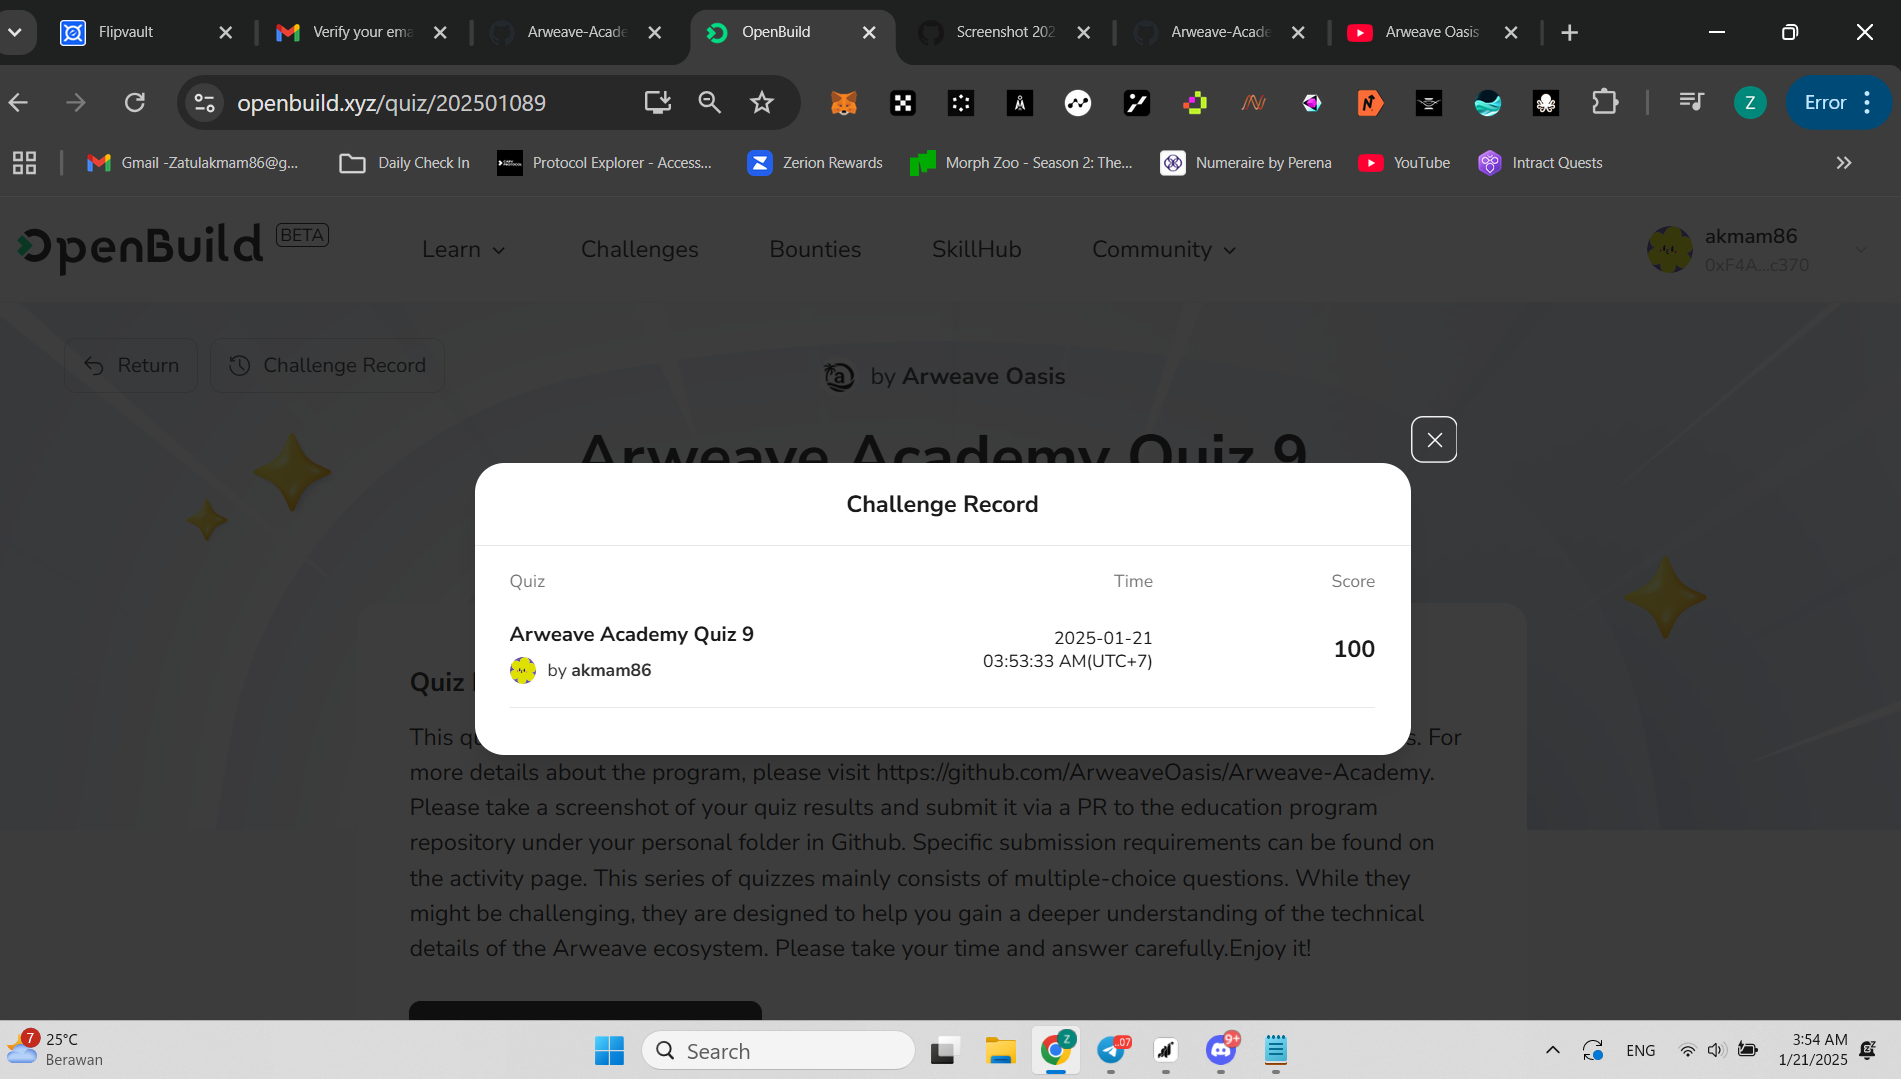 Flipvault
Verify your ema
Arweave-Acade
OpenBuild
Screenshot 202
Arweave-Acade
Arweave Oasis
openbuild.xyz/quiz/202501089
Z
Error
Gmail -Zatulakmam86@g...
Daily Check In
Protocol Explorer - Access...
Zerion Rewards
Morph Zoo - Season 2: The...
Numeraire by Perena
YouTube
Intract Quests
OpenBuild BETA
Learn
Challenges
Bounties
SkillHub
Community
akmam86
0xF4A...c370
Return
Challenge Record
by Arweave Oasis
Arweave Academy Quiz 9
Challenge Record
Quiz Time Score
Arweave Academy Quiz 9
by akmam86
2025-01-21
03:53:33 AM(UTC+7)
100
Quiz
This qu s. For
more details about the program, please visit https://github.com/ArweaveOasis/Arweave-Academy.
Please take a screenshot of your quiz results and submit it via a PR to the education program
repository under your personal folder in Github. Specific submission requirements can be found on
the activity page. This series of quizzes mainly consists of multiple-choice questions. While they
might be challenging, they are designed to help you gain a deeper understanding of the technical
details of the Arweave ecosystem. Please take your time and answer carefully.Enjoy it!
7
25°C
Berawan
Search
Z
..07
9+
ENG
3:54 AM
1/21/2025